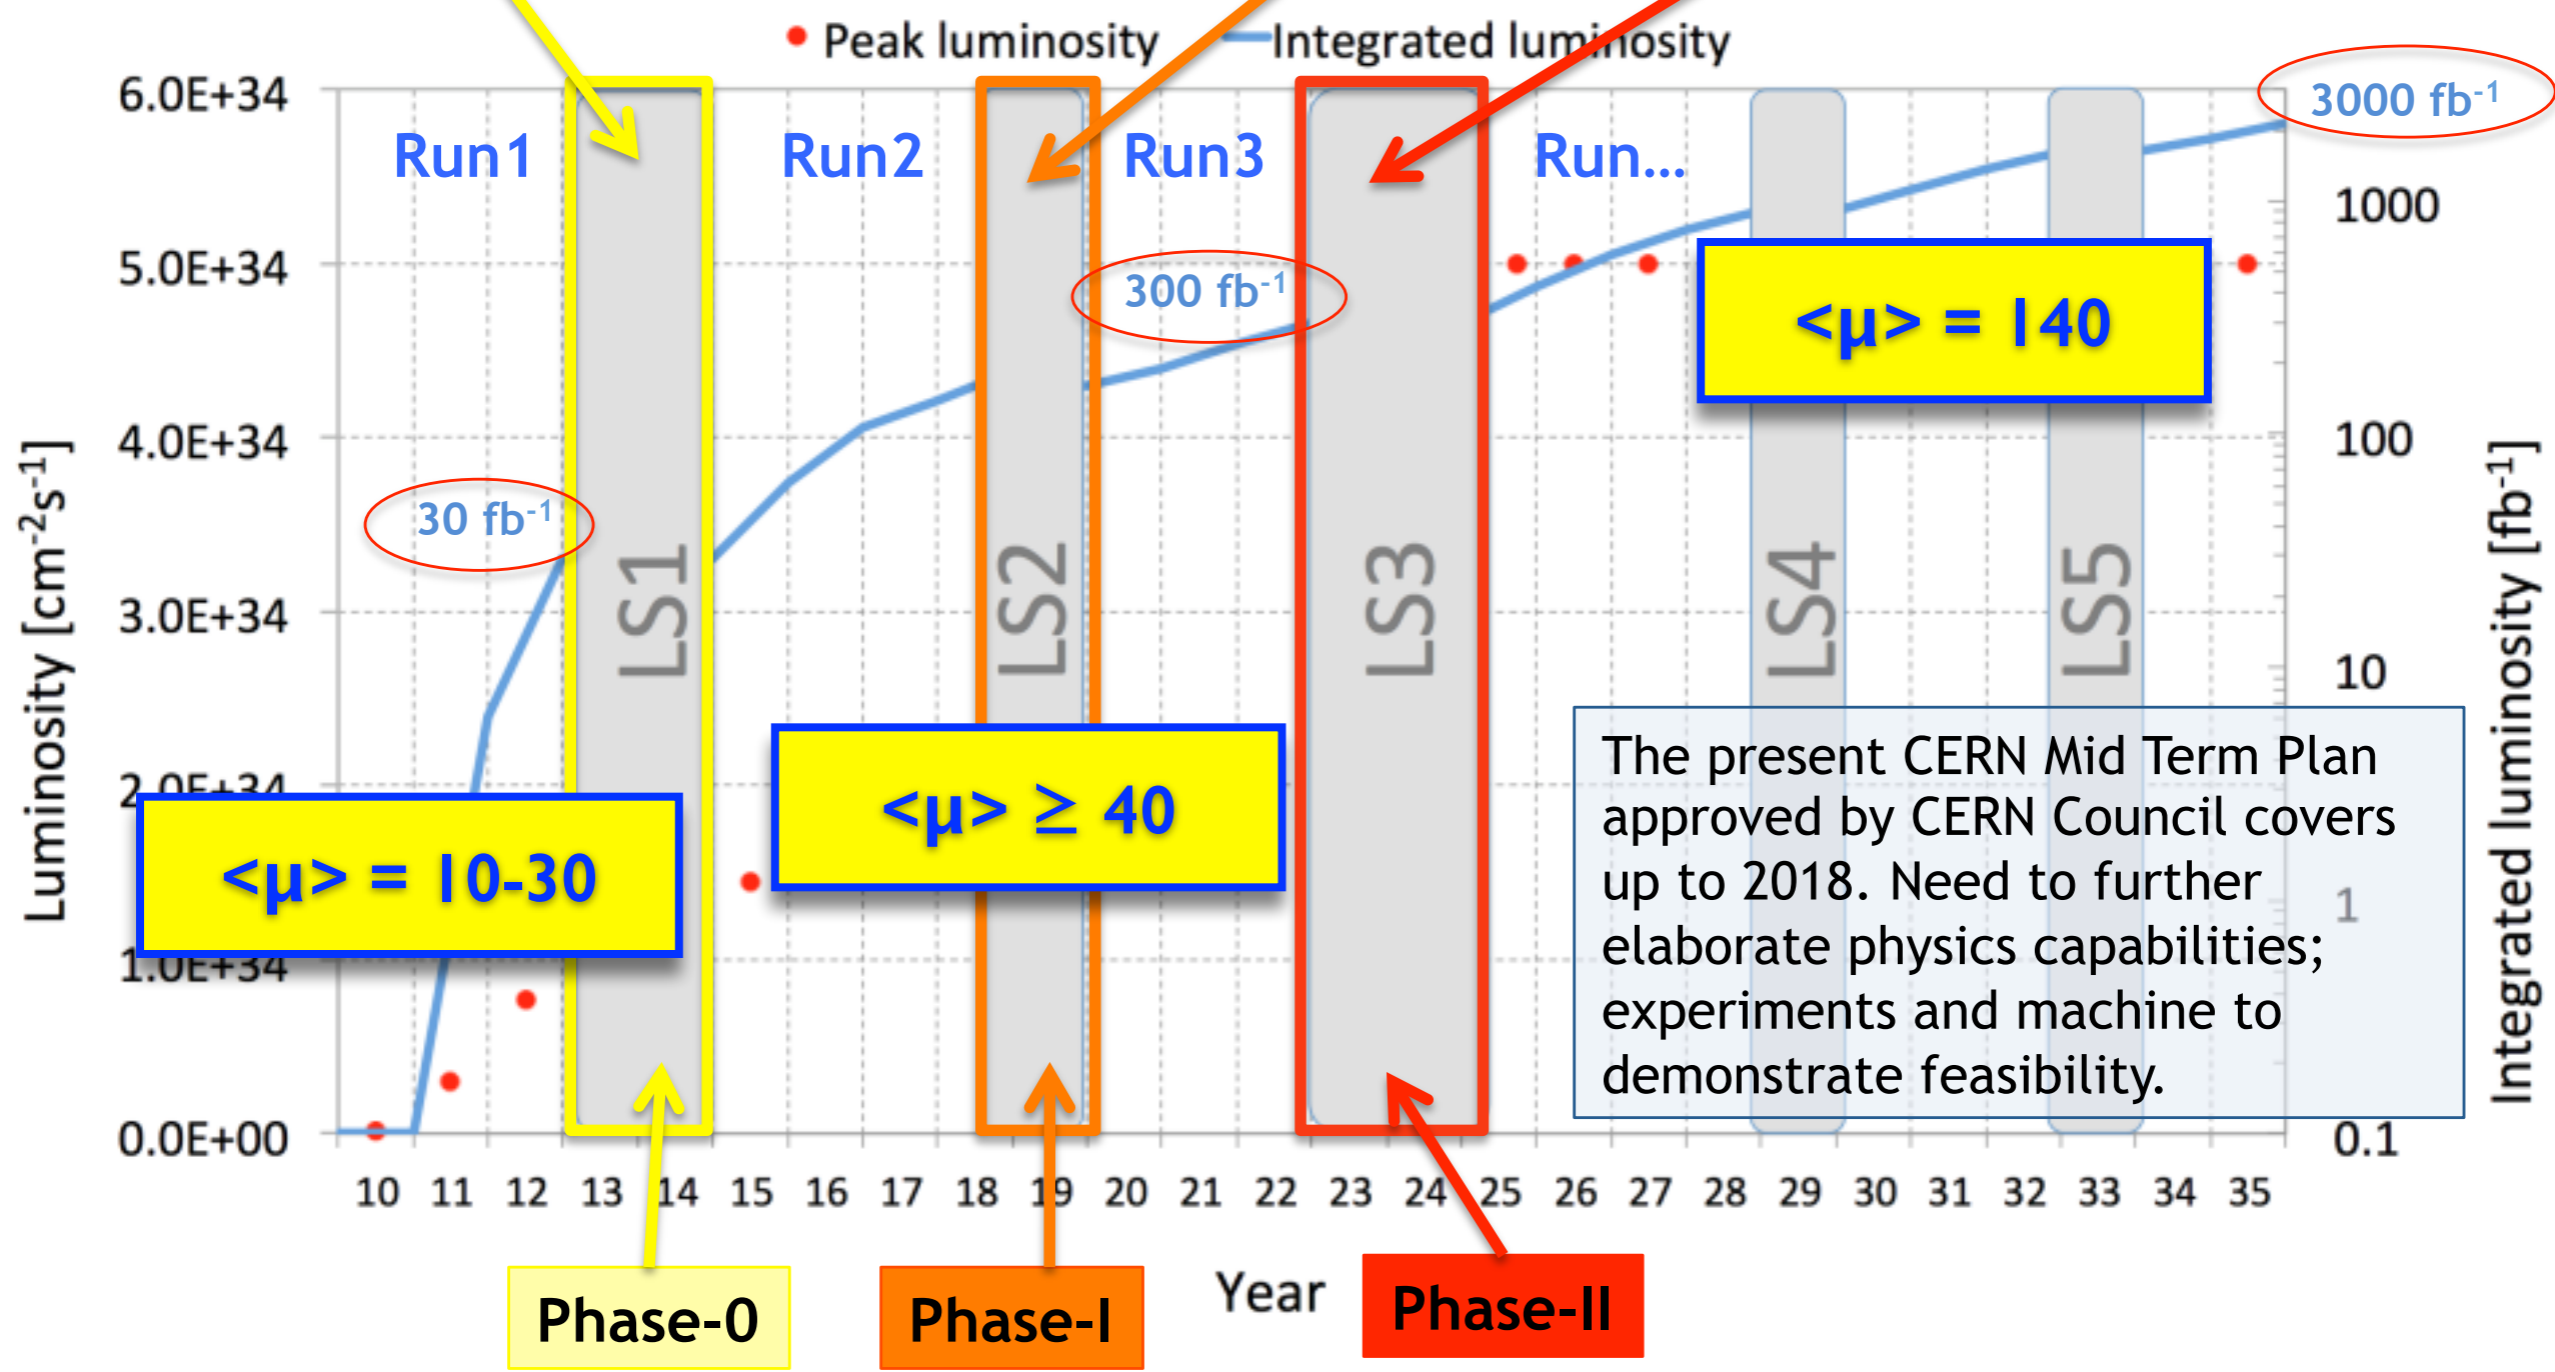 Peak luminosity Integrated luminosity
6.0E+34
5.0E+34
4.0E+34
3.0E+34
2.0E+34
1.0E+34
0.0E+00
Luminosity [cm⁻²s⁻¹]
Run1 Run2 Run3 Run...
3000 fb⁻¹
300 fb⁻¹
30 fb⁻¹
<μ> = 140
<μ> ≥ 40
<μ> = 10-30
LS1 LS2 LS3 LS4 LS5
The present CERN Mid Term Plan
approved by CERN Council covers
up to 2018. Need to further
elaborate physics capabilities;
experiments and machine to
demonstrate feasibility.
1000
100
10
1
0.1
Integrated luminosity [fb⁻¹]
10 11 12 13 14 15 16 17 18 19 20 21 22 23 24 25 26 27 28 29 30 31 32 33 34 35
Year
Phase-0 Phase-I Phase-II